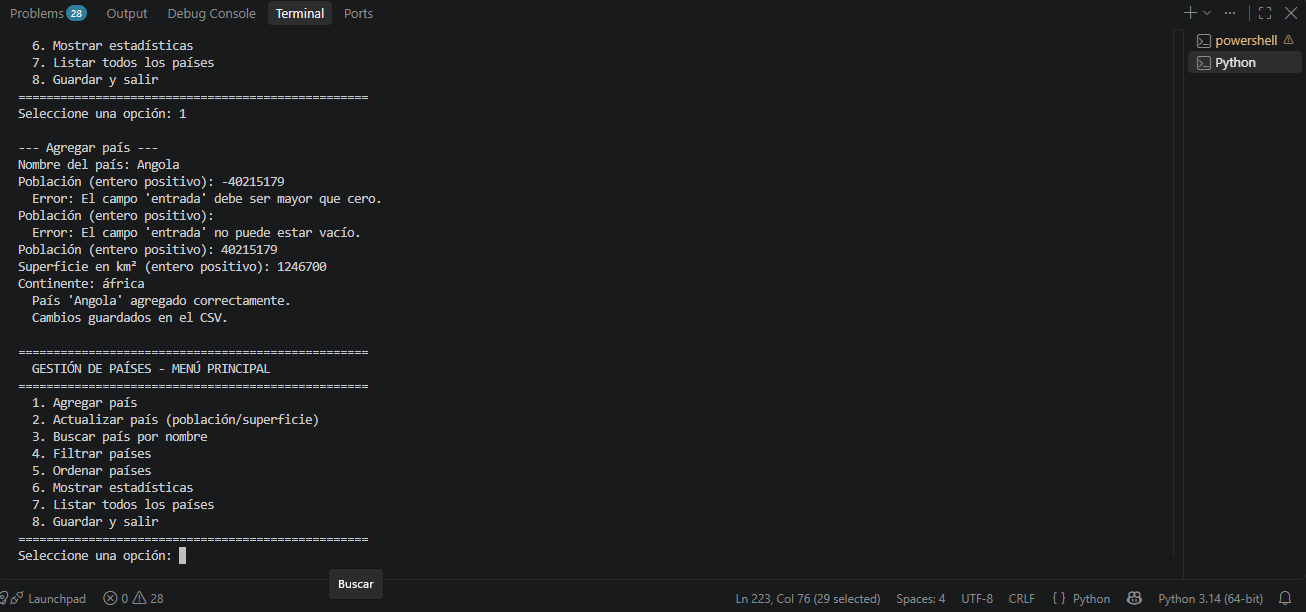 Problems 28 Output Debug Console Terminal Ports
powershell
Python
6. Mostrar estadísticas
7. Listar todos los países
8. Guardar y salir
==================================================
Seleccione una opción: 1
--- Agregar país ---
Nombre del país: Angola
Población (entero positivo): -40215179
Error: El campo 'entrada' debe ser mayor que cero.
Población (entero positivo):
Error: El campo 'entrada' no puede estar vacío.
Población (entero positivo): 40215179
Superficie en km² (entero positivo): 1246700
Continente: áfrica
País 'Angola' agregado correctamente.
Cambios guardados en el CSV.
==================================================
GESTIÓN DE PAÍSES - MENÚ PRINCIPAL
==================================================
1. Agregar país
2. Actualizar país (población/superficie)
3. Buscar país por nombre
4. Filtrar países
5. Ordenar países
6. Mostrar estadísticas
7. Listar todos los países
8. Guardar y salir
==================================================
Seleccione una opción:
Buscar
Launchpad 0 28 Ln 223, Col 76 (29 selected) Spaces: 4 UTF-8 CRLF {} Python Python 3.14 (64-bit)